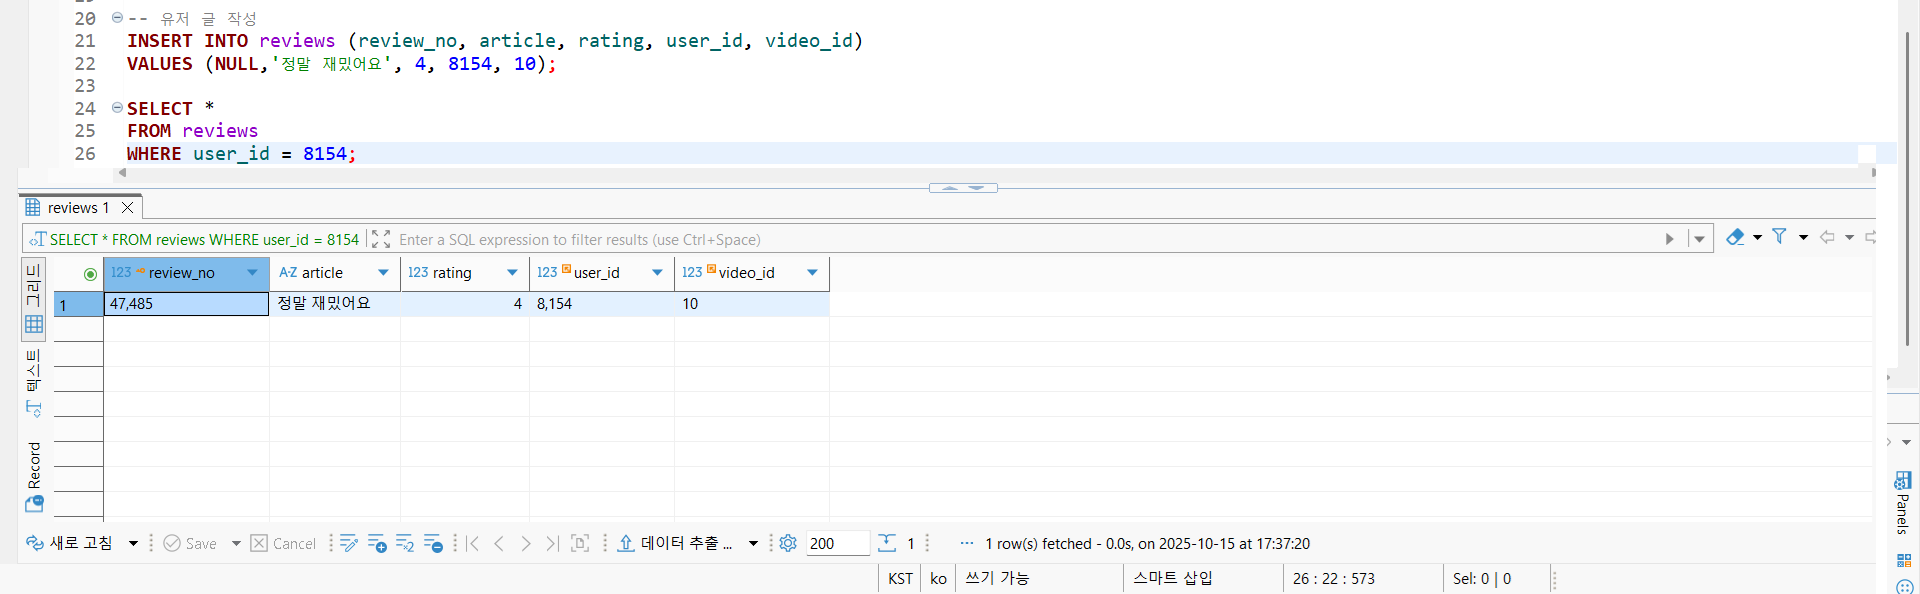 20 -- 유저 글 작성
21 INSERT INTO reviews (review_no, article, rating, user_id, video_id)
22 VALUES (NULL,'정말 재밌어요', 4, 8154, 10);
23
24 SELECT *
25 FROM reviews
26 WHERE user_id = 8154;
reviews 1
SELECT * FROM reviews WHERE user_id = 8154 Enter a SQL expression to filter results (use Ctrl+Space)
그리드
텍스트
Record
123 review_no A-Z article 123 rating 123 user_id 123 video_id
1 47,485 정말 재밌어요 4 8,154 10
Panels
새로 고침 Save Cancel 데이터 추출 ... 200 1 ... 1 row(s) fetched - 0.0s, on 2025-10-15 at 17:37:20
KST ko 쓰기 가능 스마트 삽입 26 : 22 : 573 Sel: 0 | 0